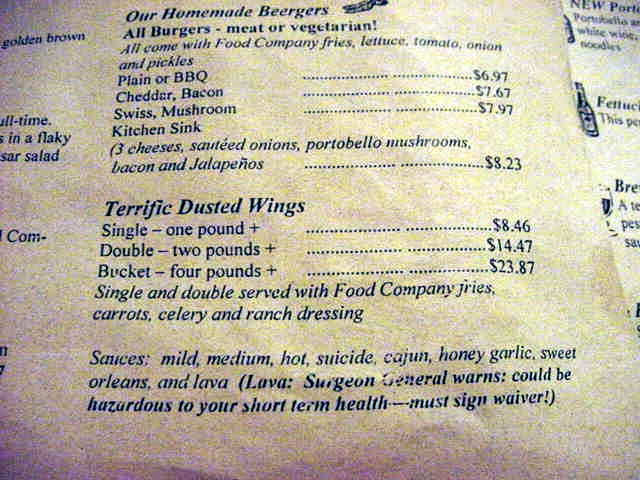 golden brown
ull-time.
s in a flaky
sar salad
l Com-
Our Homemade Beergers
All Burgers - meat or vegetarian!
All come with Food Company fries, lettuce, tomato, onion
and pickles
Plain or BBQ ........................................$6.97
Cheddar, Bacon ........................................$7.67
Swiss, Mushroom ........................................$7.97
Kitchen Sink
(3 cheeses, sautéed onions, portobello mushrooms,
bacon and Jalapeños ........................................$8.23
Terrific Dusted Wings
Single – one pound + ........................................$8.46
Double – two pounds + ........................................$14.47
Bucket – four pounds + ........................................$23.87
Single and double served with Food Company fries,
carrots, celery and ranch dressing
Sauces: mild, medium, hot, suicide, cajun, honey garlic, sweet
orleans, and lava (Lava: Surgeon General warns: could be
hazardous to your short term health—must sign waiver!)
NEW Porto
Portobello m
white wine,
noodles
Fettuc
This pe
Bre
A te
pes
sau